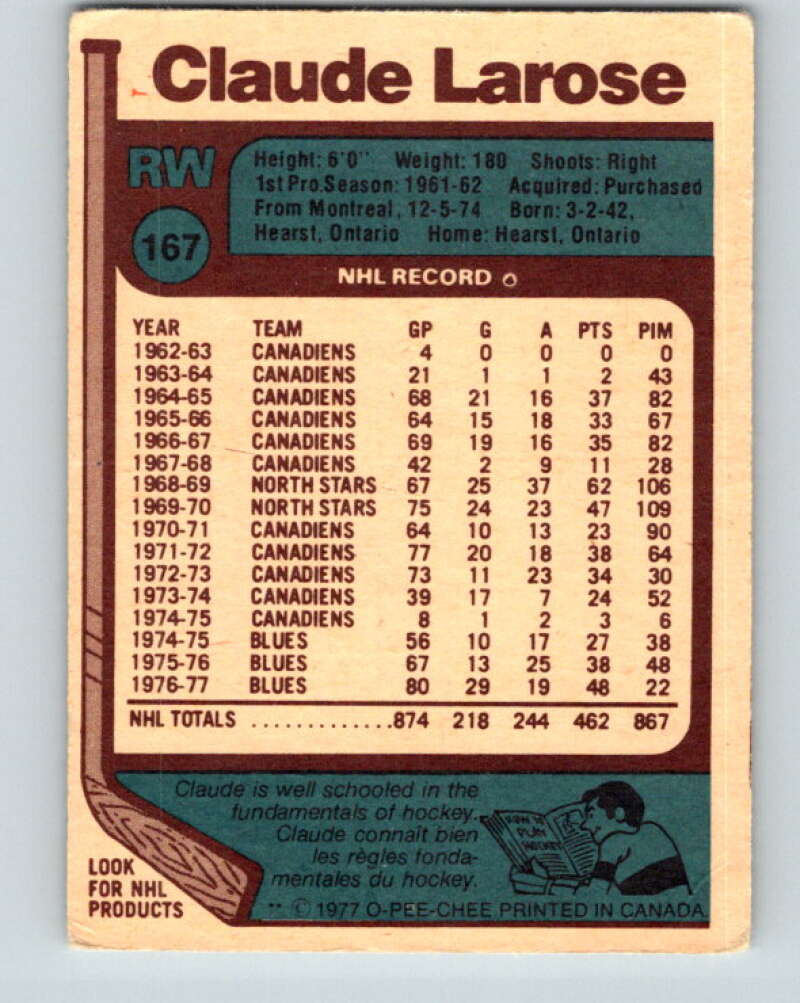 Claude Larose
RW
Height: 6'0" Weight: 180 Shoots: Right
1st Pro.Season: 1961-62 Acquired: Purchased
From Montreal, 12-5-74 Born: 3-2-42,
Hearst, Ontario Home: Hearst, Ontario
167
NHL RECORD
YEAR TEAM GP G A PTS PIM
1962-63 CANADIENS 4 0 0 0 0
1963-64 CANADIENS 21 1 1 2 43
1964-65 CANADIENS 68 21 16 37 82
1965-66 CANADIENS 64 15 18 33 67
1966-67 CANADIENS 69 19 16 35 82
1967-68 CANADIENS 42 2 9 11 28
1968-69 NORTH STARS 67 25 37 62 106
1969-70 NORTH STARS 75 24 23 47 109
1970-71 CANADIENS 64 10 13 23 90
1971-72 CANADIENS 77 20 18 38 64
1972-73 CANADIENS 73 11 23 34 30
1973-74 CANADIENS 39 17 7 24 52
1974-75 CANADIENS 8 1 2 3 6
1974-75 BLUES 56 10 17 27 38
1975-76 BLUES 67 13 25 38 48
1976-77 BLUES 80 29 19 48 22
NHL TOTALS .............874 218 244 462 867
Claude is well schooled in the
fundamentals of hockey.
Claude connaît bien
les règles fonda-
mentales du hockey.
HOW TO
PLAY
HOCKEY
LOOK
FOR NHL
PRODUCTS
** © 1977 O-PEE-CHEE PRINTED IN CANADA